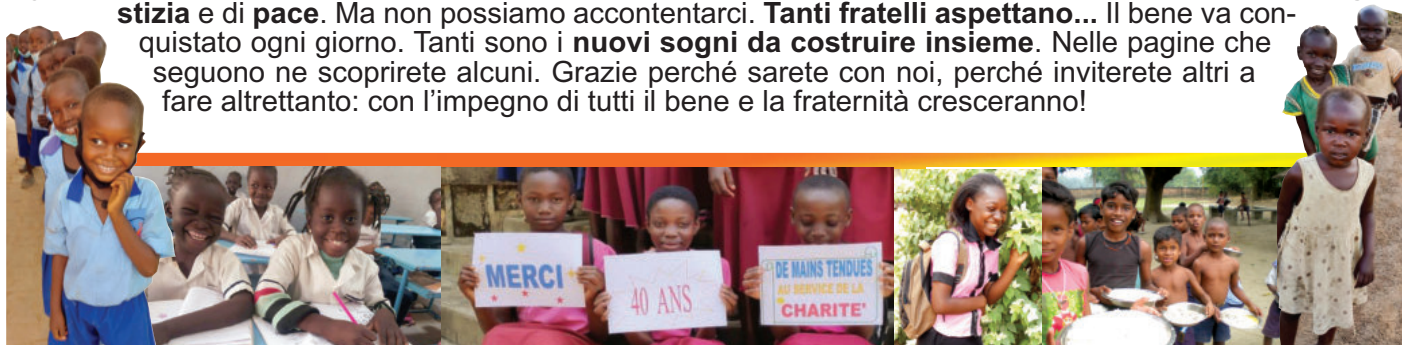 stizia e di pace. Ma non possiamo accontentarci. Tanti fratelli aspettano... Il bene va con-
quistato ogni giorno. Tanti sono i nuovi sogni da costruire insieme. Nelle pagine che
seguono ne scoprirete alcuni. Grazie perché sarete con noi, perché inviterete altri a
fare altrettanto: con l’impegno di tutti il bene e la fraternità cresceranno!
MERCI
40 ANS
DE MAINS TENDUES
AU SERVICE DE LA
CHARITE'